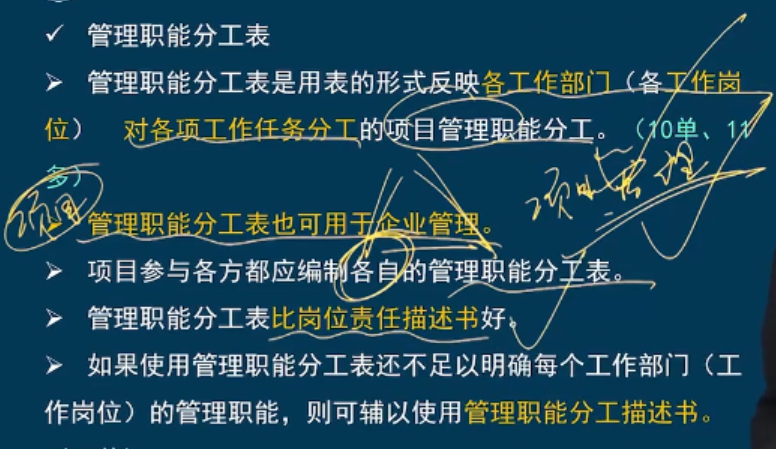 ✓ 管理职能分工表
➤ 管理职能分工表是用表的形式反映各工作部门（各工作岗
位） 对各项工作任务分工的项目管理职能分工。（10单、11
多）
项目管理
项目
管理职能分工表也可用于企业管理。
➤ 项目参与各方都应编制各自的管理职能分工表。
➤ 管理职能分工表比岗位责任描述书好。
➤ 如果使用管理职能分工表还不足以明确每个工作部门（工
作岗位）的管理职能，则可辅以使用管理职能分工描述书。